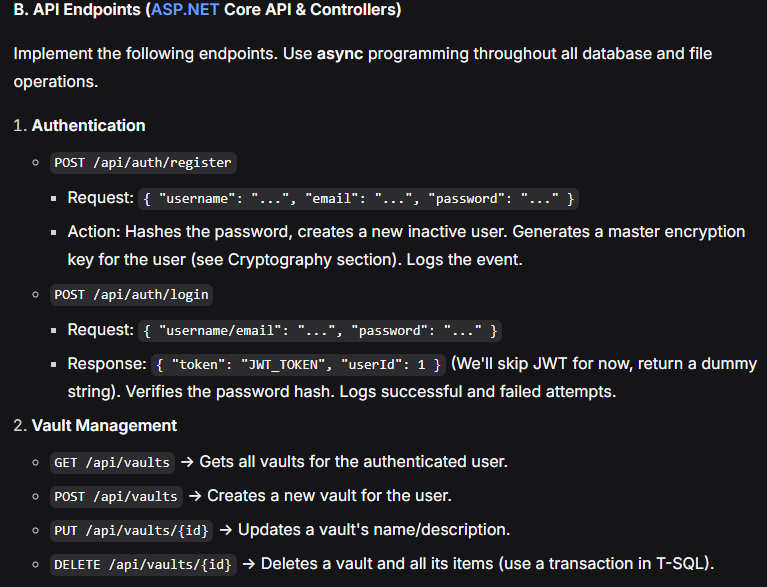 B. API Endpoints (ASP.NET Core API & Controllers)
Implement the following endpoints. Use async programming throughout all database and file
operations.
1. Authentication
POST /api/auth/register
Request: { "username": "...", "email": "...", "password": "..." }
Action: Hashes the password, creates a new inactive user. Generates a master encryption
key for the user (see Cryptography section). Logs the event.
POST /api/auth/login
Request: { "username/email": "...", "password": "..." }
Response: { "token": "JWT_TOKEN", "userId": 1 } (We'll skip JWT for now, return a dummy
string). Verifies the password hash. Logs successful and failed attempts.
2. Vault Management
GET /api/vaults → Gets all vaults for the authenticated user.
POST /api/vaults → Creates a new vault for the user.
PUT /api/vaults/{id} → Updates a vault's name/description.
DELETE /api/vaults/{id} → Deletes a vault and all its items (use a transaction in T-SQL).